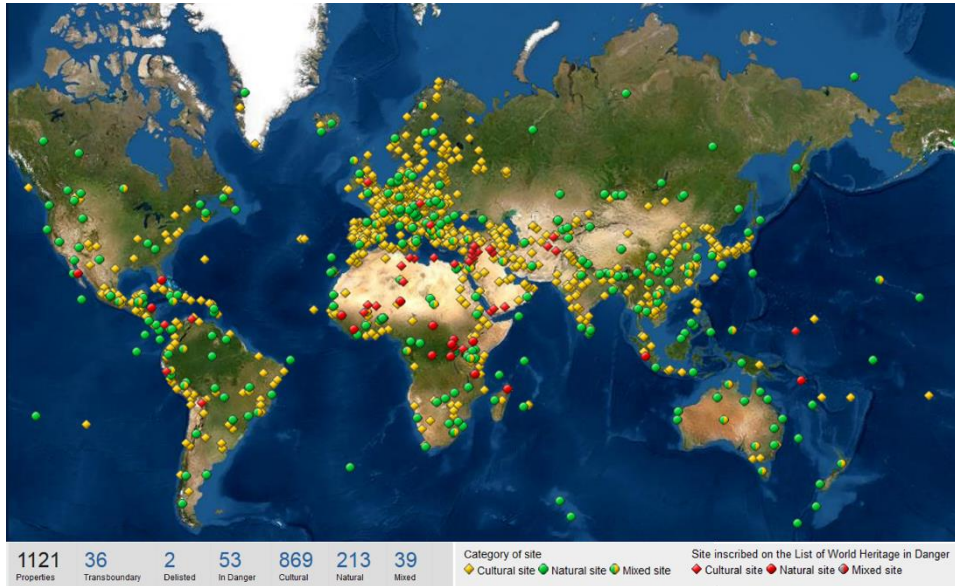 1121 36 2 53 869 213 39
Properties Transboundary Delisted In Danger Cultural Natural Mixed
Category of site
Cultural site Natural site Mixed site
Site inscribed on the List of World Heritage in Danger
Cultural site Natural site Mixed site